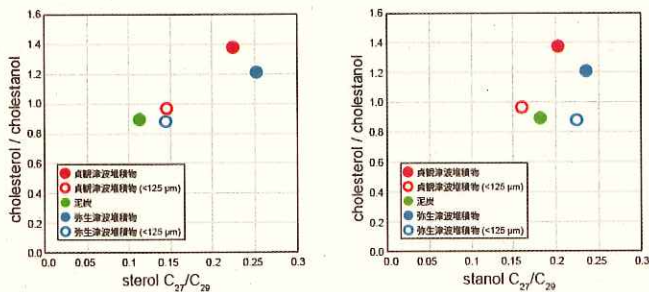 cholesterol / cholestanol
1.6
1.4
1.2
1.0
0.8
0.6
0.4
0.2
0.0
貞観津波堆積物
貞観津波堆積物 (<125 μm)
泥炭
弥生津波堆積物
弥生津波堆積物 (<125 μm)
0 0.05 0.1 0.15 0.20 0.25 0.3
sterol C27/C29
cholesterol / cholestanol
1.6
1.4
1.2
1.0
0.8
0.6
0.4
0.2
0.0
貞観津波堆積物
貞観津波堆積物 (<125 μm)
泥炭
弥生津波堆積物
弥生津波堆積物 (<125 μm)
0.0 0.05 0.1 0.15 0.20 0.25 0.3
stanol C27/C29